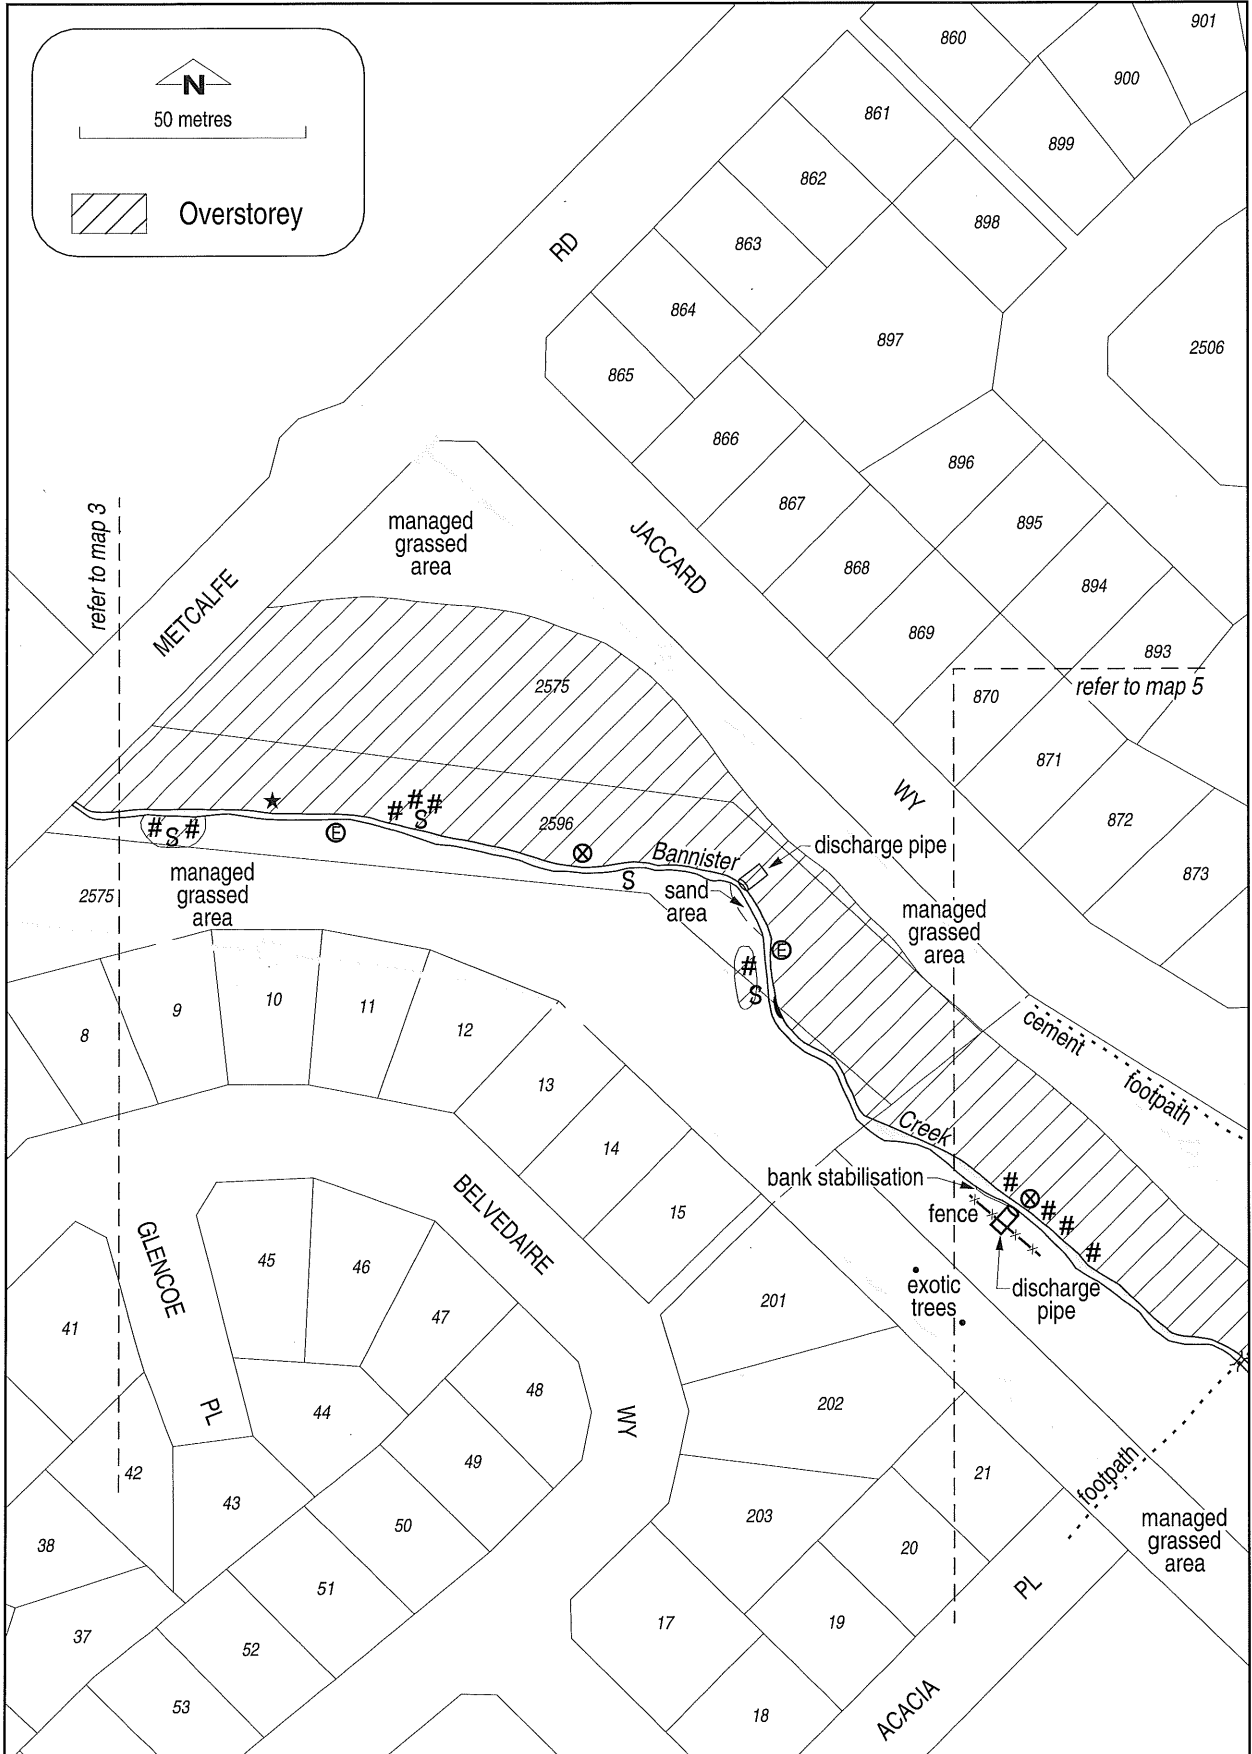 N
50 metres
Overstorey
860
901
900
861
899
862
898
RD
863
864
897
2506
865
866
896
867
895
JACCARD
managed
grassed
area
refer to map 3
868
894
METCALFE
869
893
2575
870
refer to map 5
871
WY
# # #
S
★
872
2596
Bannister
discharge pipe
# S #
E
⊗
873
managed
grassed
area
2575
S
sand
area
managed
grassed
area
E
#
S
8
9
10
11
12
cement
footpath
13
Creek
14
bank stabilisation
#
⊗
#
#
#
fence
15
BELVEDAIRE
GLENCOE
45
46
exotic
trees
discharge
pipe
201
47
41
48
202
PL
44
WY
49
footpath
42
21
43
203
50
managed
grassed
area
38
20
51
PL
17
19
37
52
53
18
ACACIA